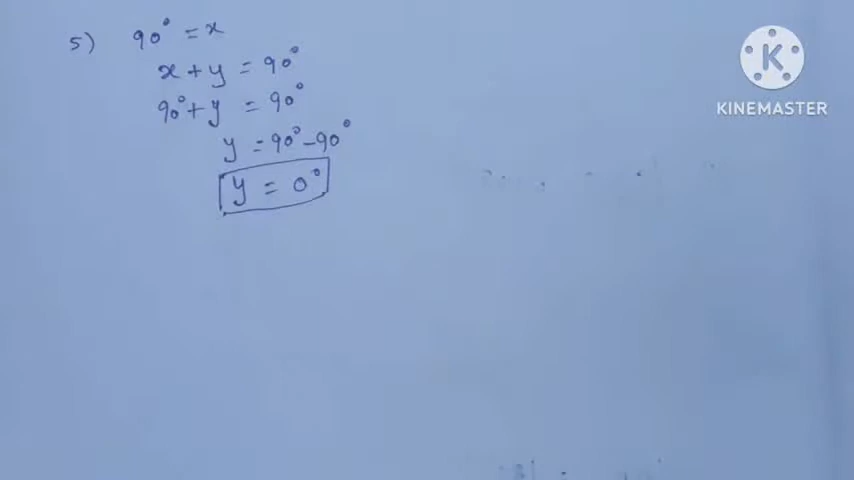 5) 90° = x
x + y = 90°
90° + y = 90°
y = 90° - 90°
y = 0°
K
KINEMASTER